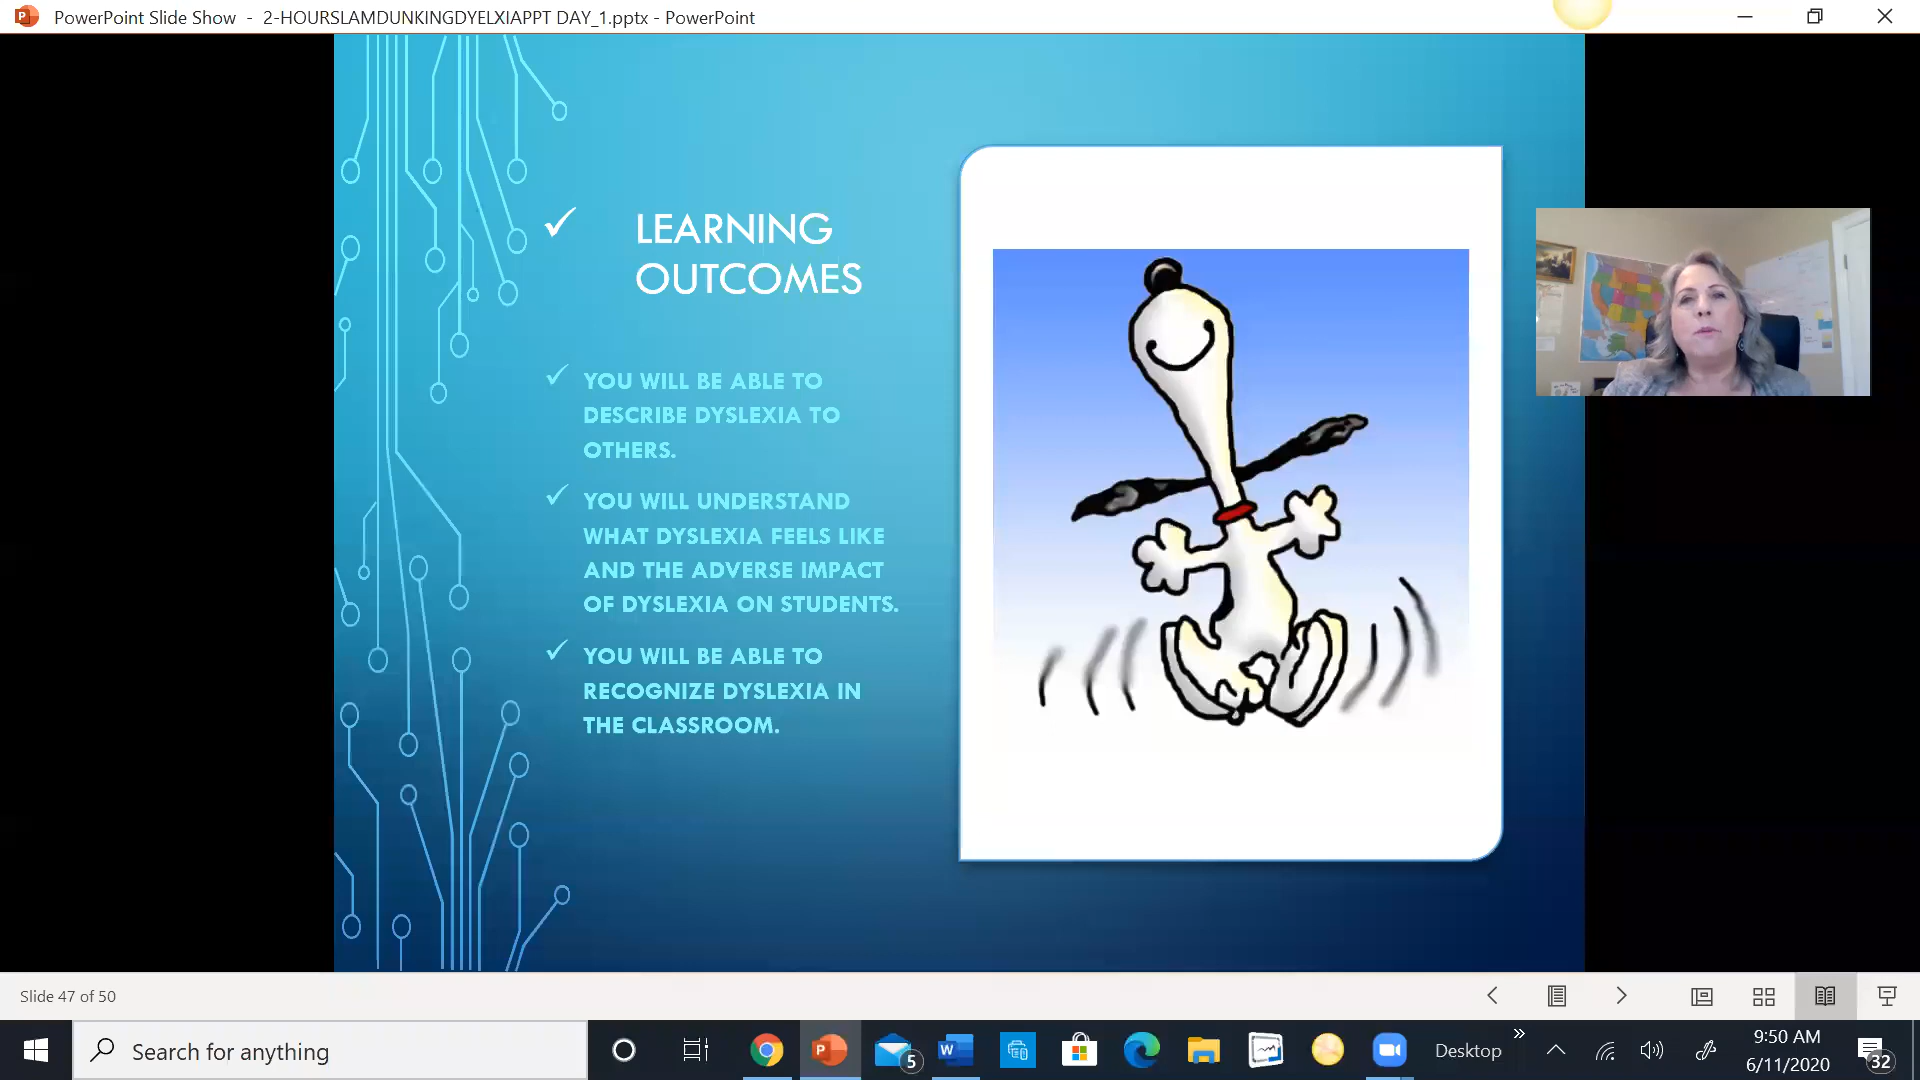 PowerPoint Slide Show - 2-HOURSLAMDUNKINGDYELXIAPPT DAY_1.pptx - PowerPoint
✓ LEARNING
OUTCOMES
✓ YOU WILL BE ABLE TO
DESCRIBE DYSLEXIA TO
OTHERS.
✓ YOU WILL UNDERSTAND
WHAT DYSLEXIA FEELS LIKE
AND THE ADVERSE IMPACT
OF DYSLEXIA ON STUDENTS.
✓ YOU WILL BE ABLE TO
RECOGNIZE DYSLEXIA IN
THE CLASSROOM.
Slide 47 of 50
Search for anything
P
5
W
Desktop
9:50 AM
6/11/2020
32